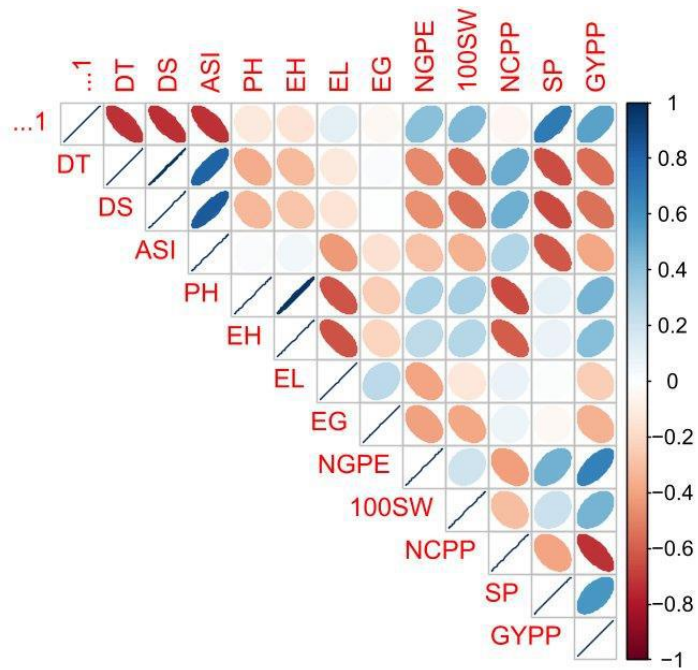 ...1 DT DS ASI PH EH EL EG NGPE 100SW NCPP SP GYPP
...1
DT
DS
ASI
PH
EH
EL
EG
NGPE
100SW
NCPP
SP
GYPP
1
0.8
0.6
0.4
0.2
0
−0.2
−0.4
−0.6
−0.8
−1